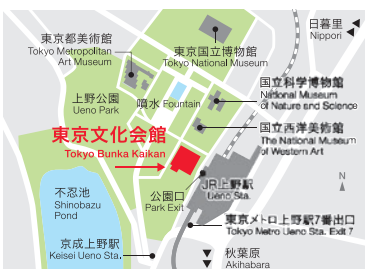 日暮里
Nippori
東京都美術館
Tokyo Metropolitan
Art Museum
東京国立博物館
Tokyo National Museum
上野公園
Ueno Park
噴水 Fountain
国立科学博物館
National Museum
of Nature and Science
東京文化会館
Tokyo Bunka Kaikan
国立西洋美術館
The National Museum
of Western Art
不忍池
Shinobazu
Pond
公園口
Park Exit
JR上野駅
Ueno Sta.
N
東京メトロ上野駅7番出口
Tokyo Metro Ueno Sta. Exit 7
京成上野駅
Keisei Ueno Sta.
秋葉原
Akihabara